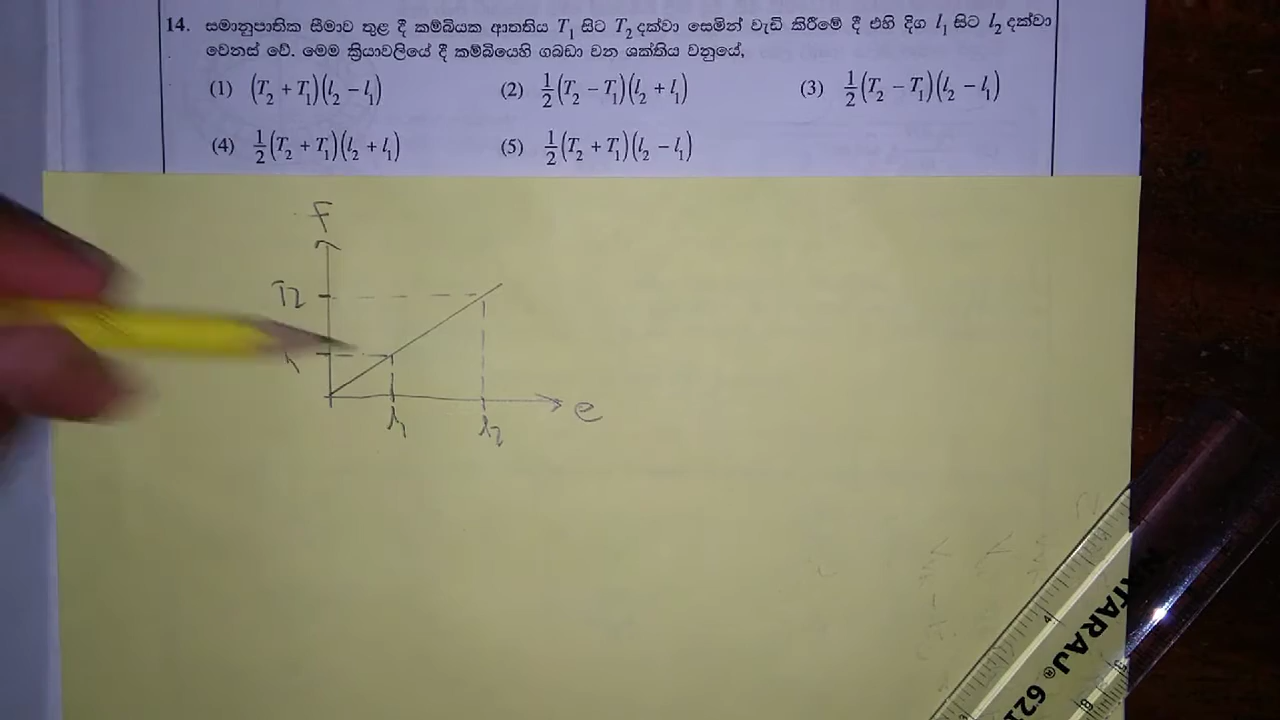 14. සමානුපාතික සීමාව තුළ දී කම්බියක ආතතිය T₁ සිට T₂ දක්වා සෙමින් වැඩි කිරීමේ දී එහි දිග l₁ සිට l₂ දක්වා
වෙනස් වේ. මෙම ක්‍රියාවලියේ දී කම්බියෙහි ගබඩා වන ශක්තිය වනුයේ,
(1) (T₂ + T₁)(l₂ − l₁) (2) ½(T₂ − T₁)(l₂ + l₁) (3) ½(T₂ − T₁)(l₂ − l₁)
(4) ½(T₂ + T₁)(l₂ + l₁) (5) ½(T₂ + T₁)(l₂ − l₁)
F
T2
e
l1 l2
NATARAJ® 621